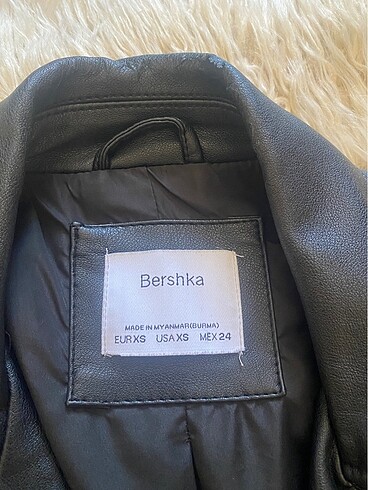 Bershka
MADE IN MYANMAR(BURMA)
EUR XS USA XS MEX 24